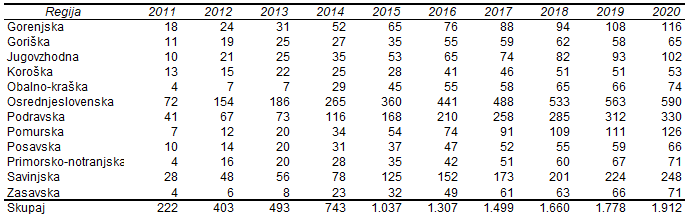 Regija 2011 2012 2013 2014 2015 2016 2017 2018 2019 2020
Gorenjska 18 24 31 52 65 76 88 94 108 116
Goriška 11 19 25 27 35 55 59 62 58 65
Jugovzhodna 10 21 25 35 53 65 74 82 93 102
Koroška 13 15 22 25 28 41 46 51 51 53
Obalno-kraška 4 7 7 29 45 55 58 65 66 74
Osrednjeslovenska 72 154 186 265 360 441 488 533 563 590
Podravska 41 67 73 116 168 210 258 285 312 330
Pomurska 7 12 20 34 54 74 91 109 111 126
Posavska 10 14 20 31 37 47 52 55 59 66
Primorsko-notranjska 4 16 20 28 35 42 51 60 67 71
Savinjska 28 48 56 78 125 152 173 201 224 248
Zasavska 4 6 8 23 32 49 61 63 66 71
Skupaj 222 403 493 743 1.037 1.307 1.499 1.660 1.778 1.912